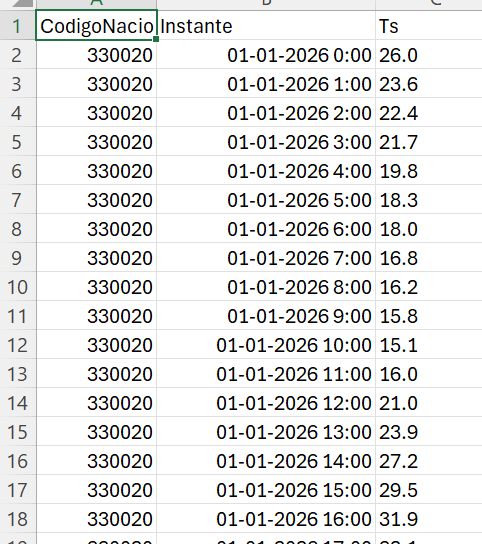 A B C
1 CodigoNacio Instante Ts
2 330020 01-01-2026 0:00 26.0
3 330020 01-01-2026 1:00 23.6
4 330020 01-01-2026 2:00 22.4
5 330020 01-01-2026 3:00 21.7
6 330020 01-01-2026 4:00 19.8
7 330020 01-01-2026 5:00 18.3
8 330020 01-01-2026 6:00 18.0
9 330020 01-01-2026 7:00 16.8
10 330020 01-01-2026 8:00 16.2
11 330020 01-01-2026 9:00 15.8
12 330020 01-01-2026 10:00 15.1
13 330020 01-01-2026 11:00 16.0
14 330020 01-01-2026 12:00 21.0
15 330020 01-01-2026 13:00 23.9
16 330020 01-01-2026 14:00 27.2
17 330020 01-01-2026 15:00 29.5
18 330020 01-01-2026 16:00 31.9